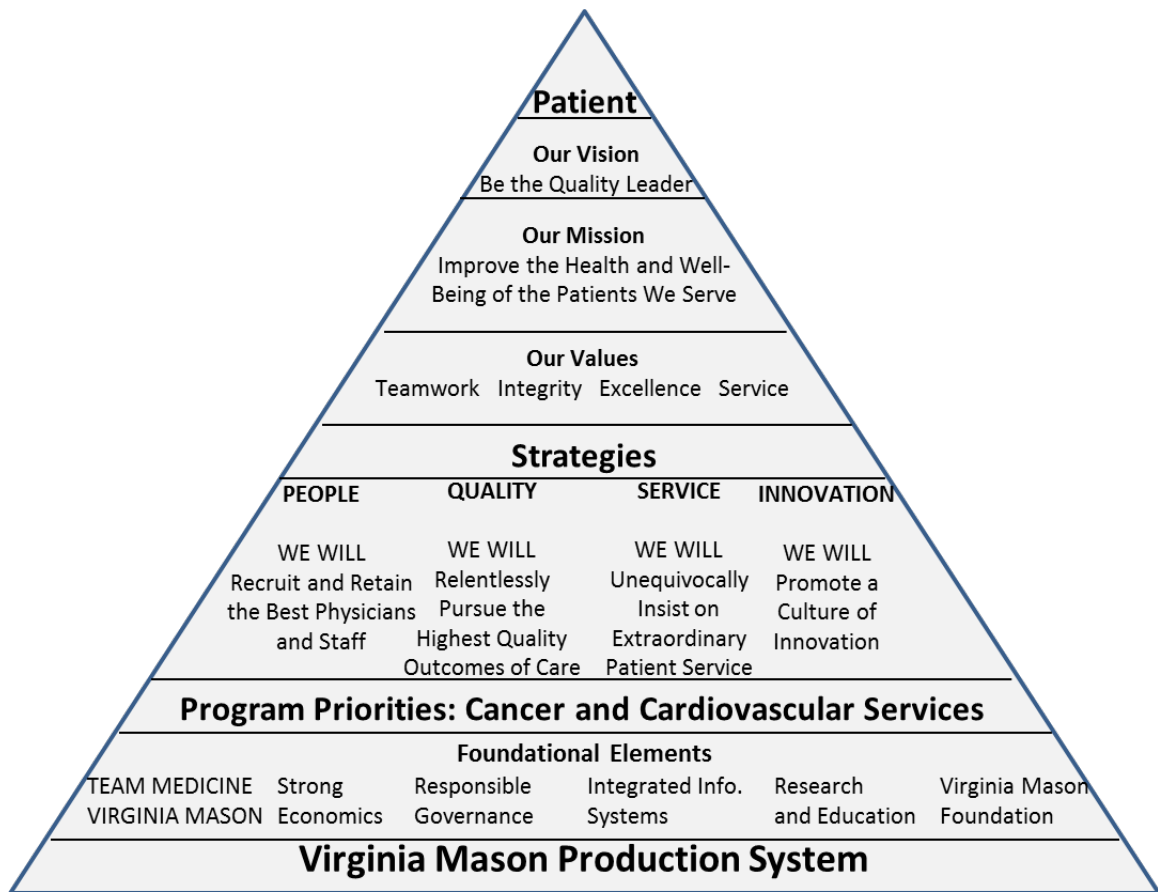 Patient
Our Vision
Be the Quality Leader
Our Mission
Improve the Health and Well-
Being of the Patients We Serve
Our Values
Teamwork Integrity Excellence Service
Strategies
PEOPLE
WE WILL
Recruit and Retain
the Best Physicians
and Staff
QUALITY
WE WILL
Relentlessly
Pursue the
Highest Quality
Outcomes of Care
SERVICE
WE WILL
Unequivocally
Insist on
Extraordinary
Patient Service
INNOVATION
WE WILL
Promote a
Culture of
Innovation
Program Priorities: Cancer and Cardiovascular Services
Foundational Elements
TEAM MEDICINE
VIRGINIA MASON
Strong
Economics
Responsible
Governance
Integrated Info.
Systems
Research
and Education
Virginia Mason
Foundation
Virginia Mason Production System